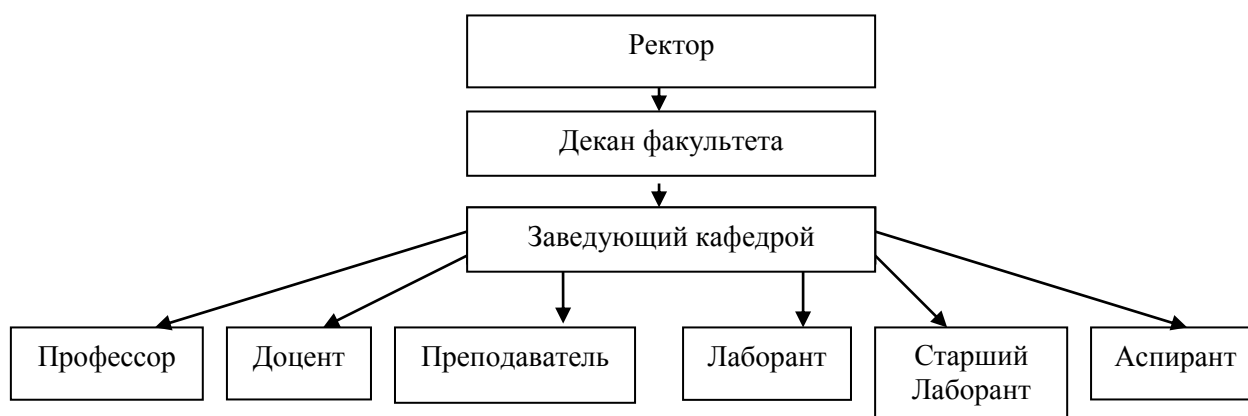 Ректор
Декан факультета
Заведующий кафедрой
Профессор
Доцент
Преподаватель
Лаборант
Старший
Лаборант
Аспирант